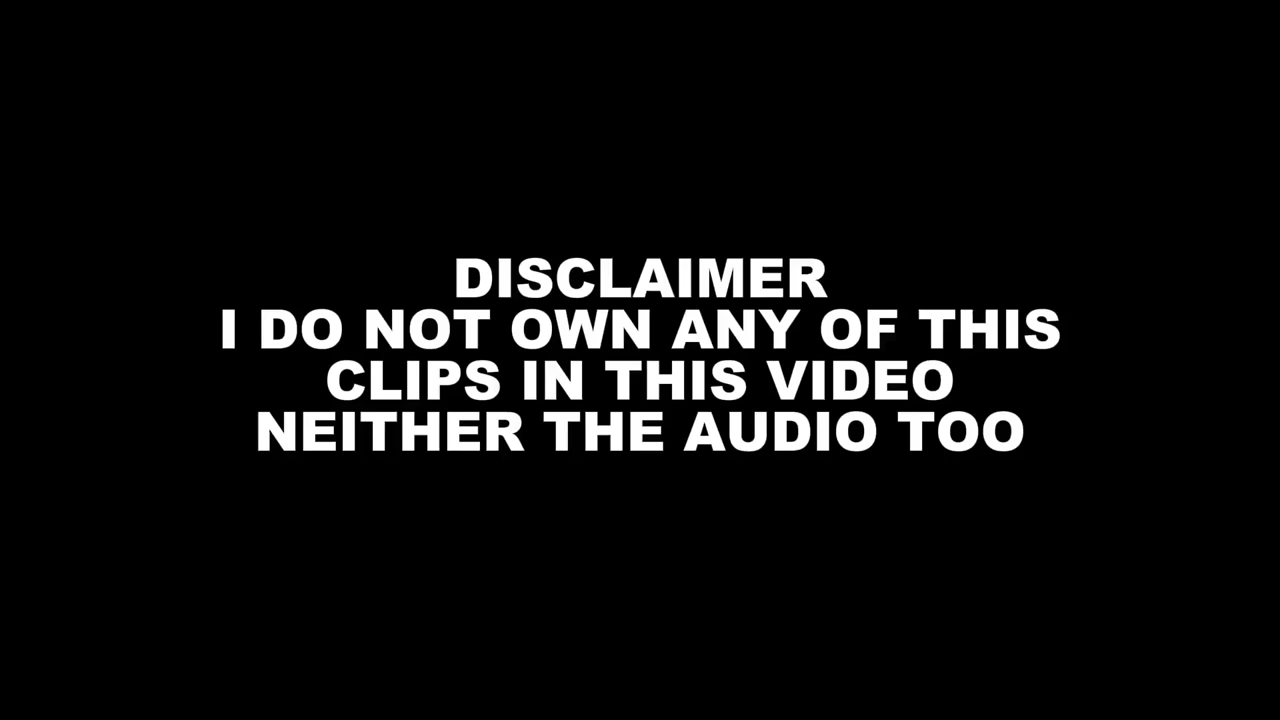 DISCLAIMER
I DO NOT OWN ANY OF THIS
CLIPS IN THIS VIDEO
NEITHER THE AUDIO TOO